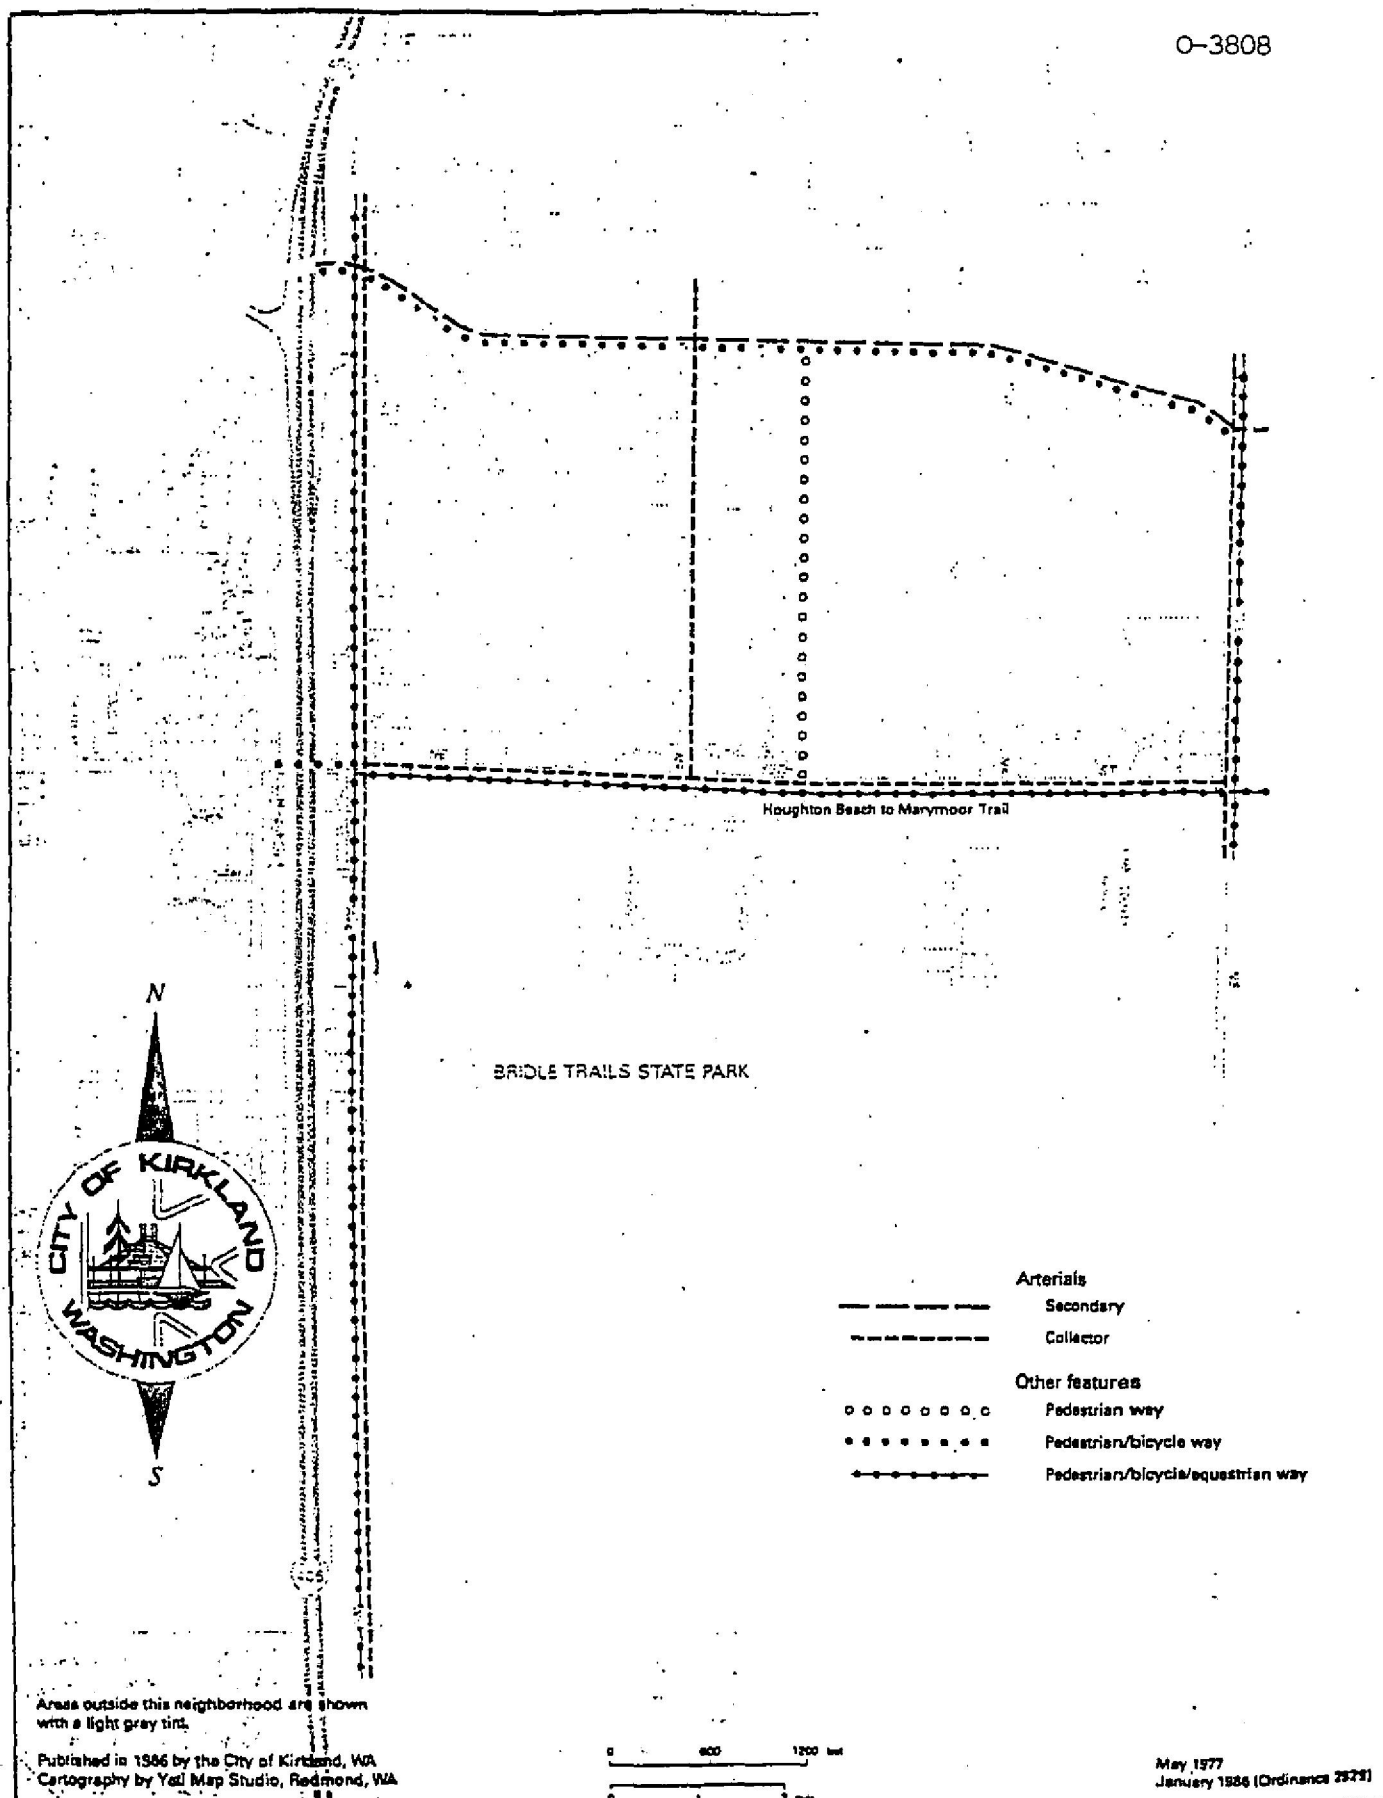 O-3808
Houghton Beach to Marymoor Trail
N
BRIDLE TRAILS STATE PARK
CITY OF KIRKLAND
WASHINGTON
S
Arterials
Secondary
Collector
Other features
Pedestrian way
Pedestrian/bicycle way
Pedestrian/bicycle/equestrian way
Areas outside this neighborhood are shown
with a light gray tint.
Published in 1986 by the City of Kirkland, WA
Cartography by Yeti Map Studio, Redmond, WA
0 600 1200 feet
May 1977
January 1986 (Ordinance